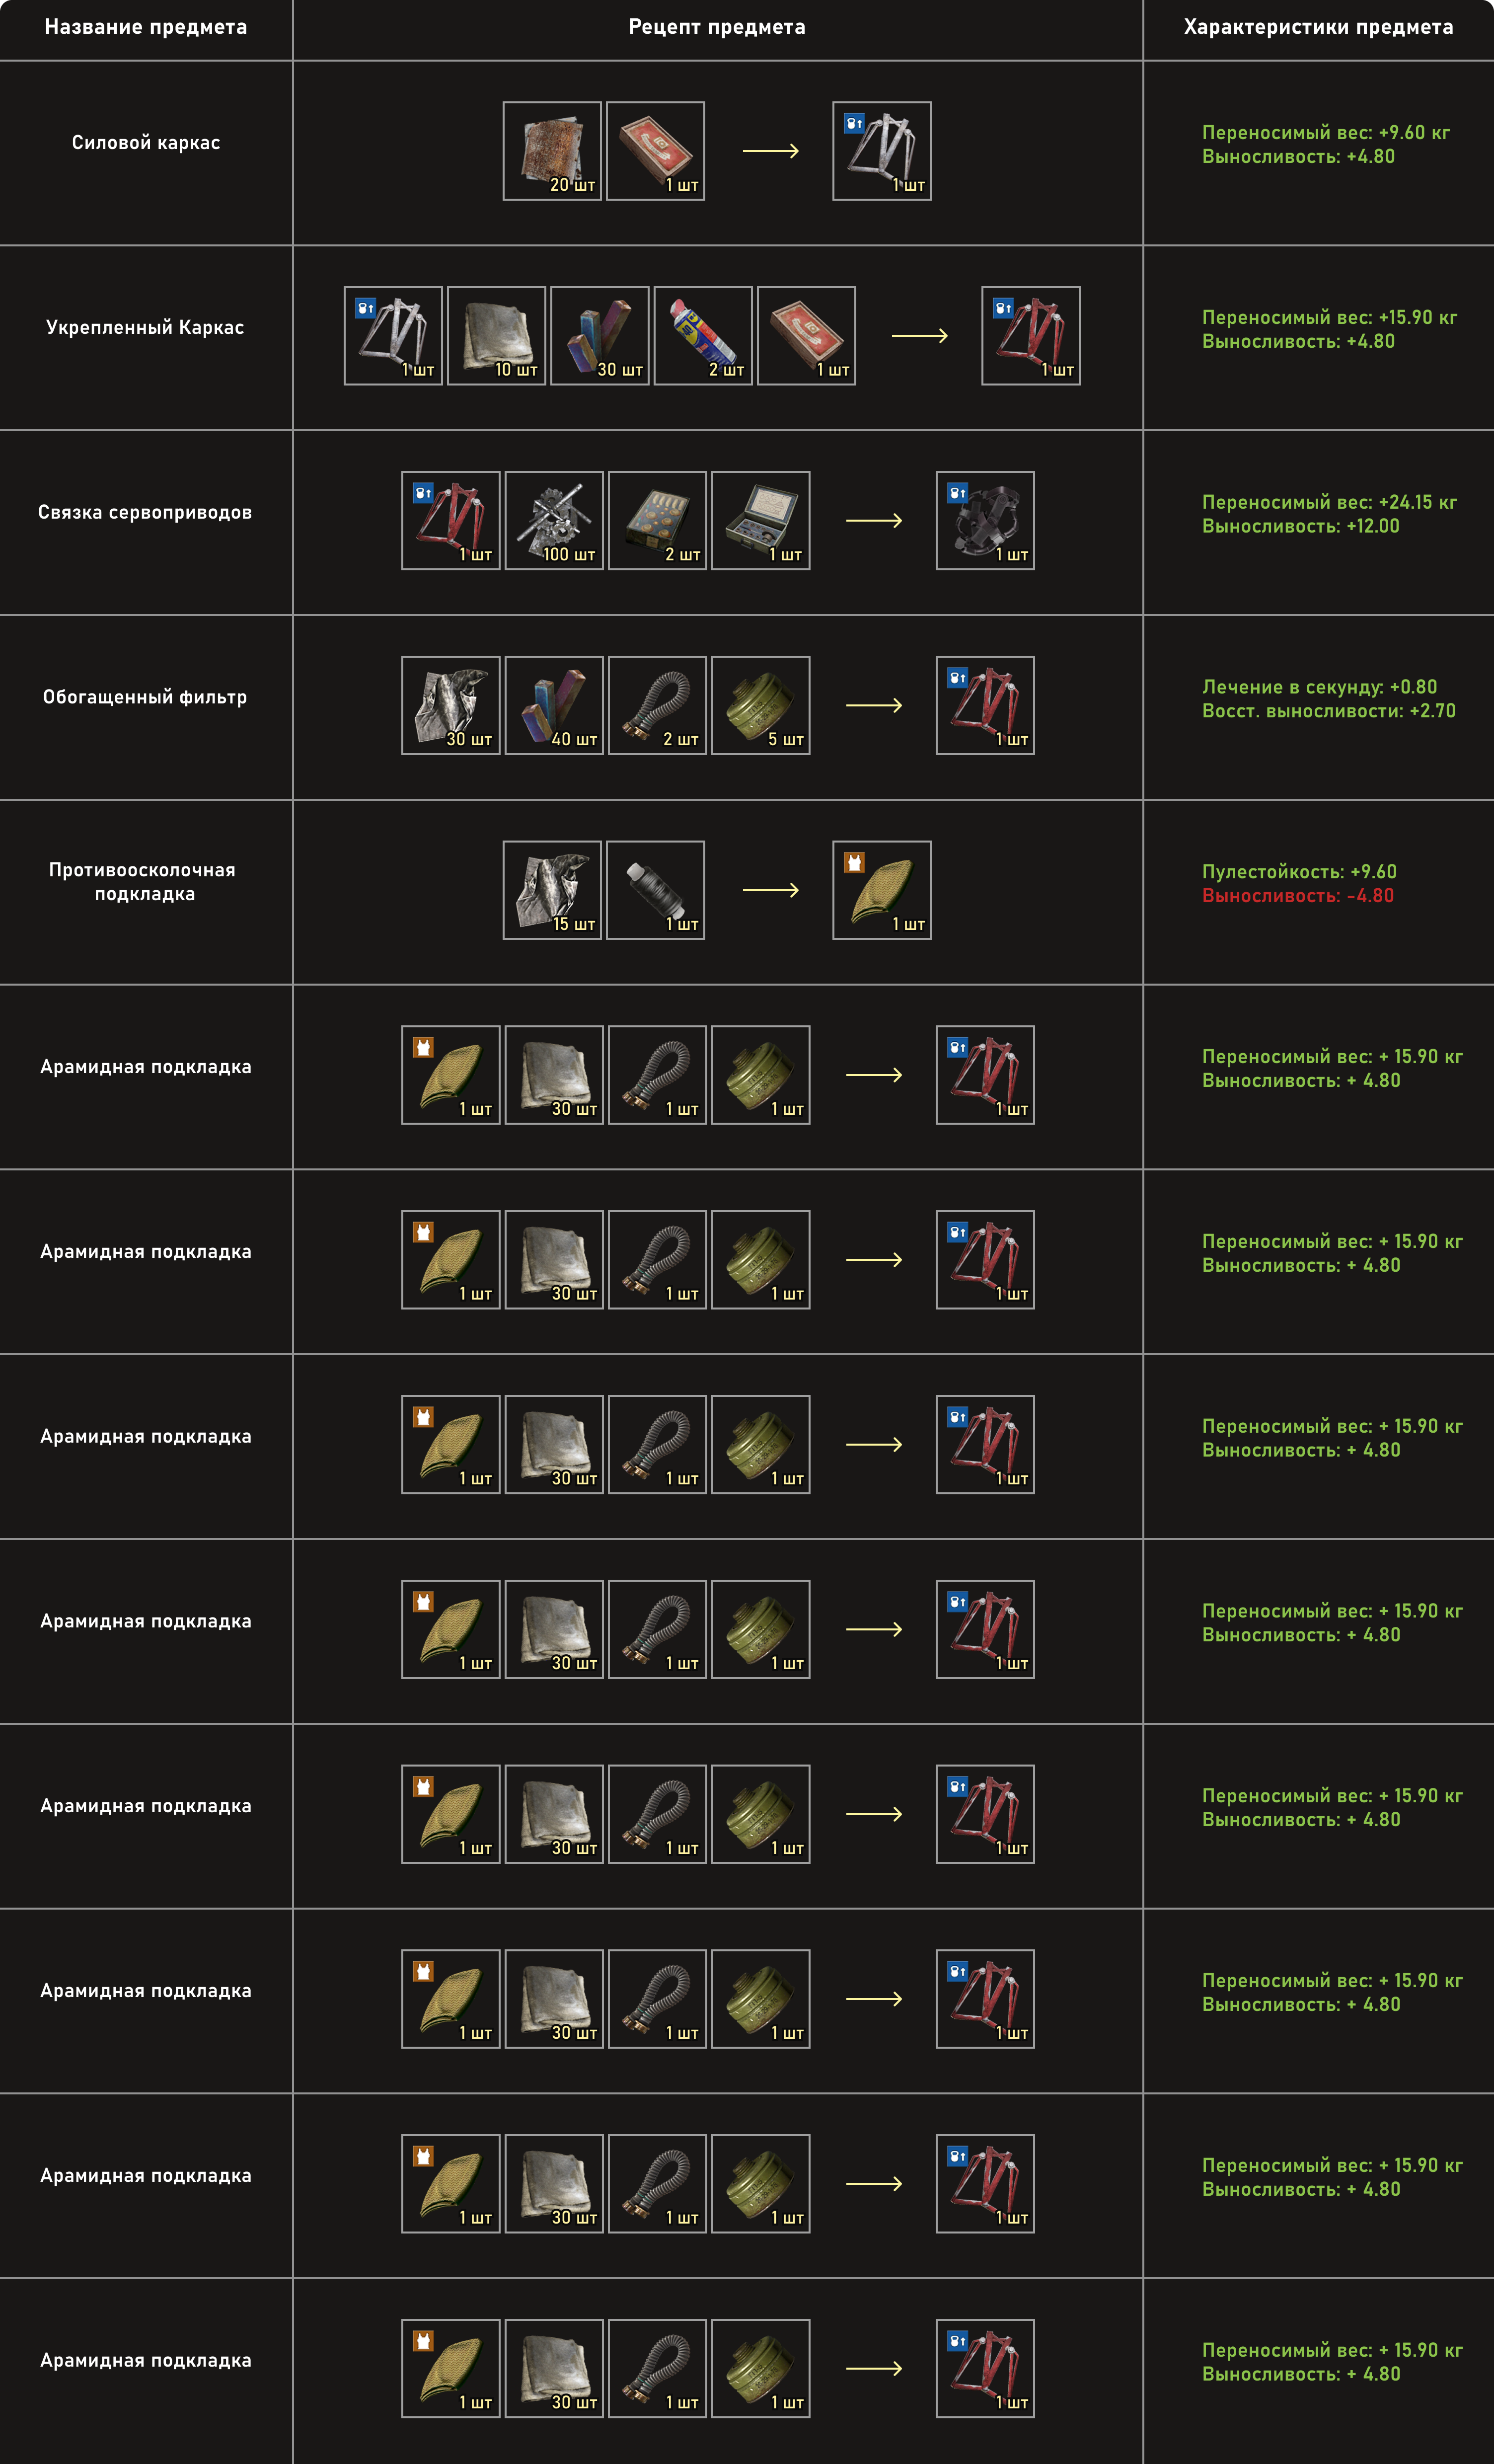 Название предмета
Рецепт предмета
Характеристики предмета
Силовой каркас
20 шт
1 шт
1 шт
Переносимый вес: +9.60 кг
Выносливость: +4.80
Укрепленный Каркас
1 шт
10 шт
30 шт
2 шт
1 шт
1 шт
Переносимый вес: +15.90 кг
Выносливость: +4.80
Связка сервоприводов
1 шт
100 шт
2 шт
1 шт
1 шт
Переносимый вес: +24.15 кг
Выносливость: +12.00
Обогащенный фильтр
30 шт
40 шт
2 шт
5 шт
1 шт
Лечение в секунду: +0.80
Восст. выносливости: +2.70
Противоосколочная
подкладка
15 шт
1 шт
1 шт
Пулестойкость: +9.60
Выносливость: -4.80
Арамидная подкладка
1 шт
30 шт
1 шт
1 шт
1 шт
Переносимый вес: + 15.90 кг
Выносливость: + 4.80
Арамидная подкладка
1 шт
30 шт
1 шт
1 шт
1 шт
Переносимый вес: + 15.90 кг
Выносливость: + 4.80
Арамидная подкладка
1 шт
30 шт
1 шт
1 шт
1 шт
Переносимый вес: + 15.90 кг
Выносливость: + 4.80
Арамидная подкладка
1 шт
30 шт
1 шт
1 шт
1 шт
Переносимый вес: + 15.90 кг
Выносливость: + 4.80
Арамидная подкладка
1 шт
30 шт
1 шт
1 шт
1 шт
Переносимый вес: + 15.90 кг
Выносливость: + 4.80
Арамидная подкладка
1 шт
30 шт
1 шт
1 шт
1 шт
Переносимый вес: + 15.90 кг
Выносливость: + 4.80
Арамидная подкладка
1 шт
30 шт
1 шт
1 шт
1 шт
Переносимый вес: + 15.90 кг
Выносливость: + 4.80
Арамидная подкладка
1 шт
30 шт
1 шт
1 шт
1 шт
Переносимый вес: + 15.90 кг
Выносливость: + 4.80